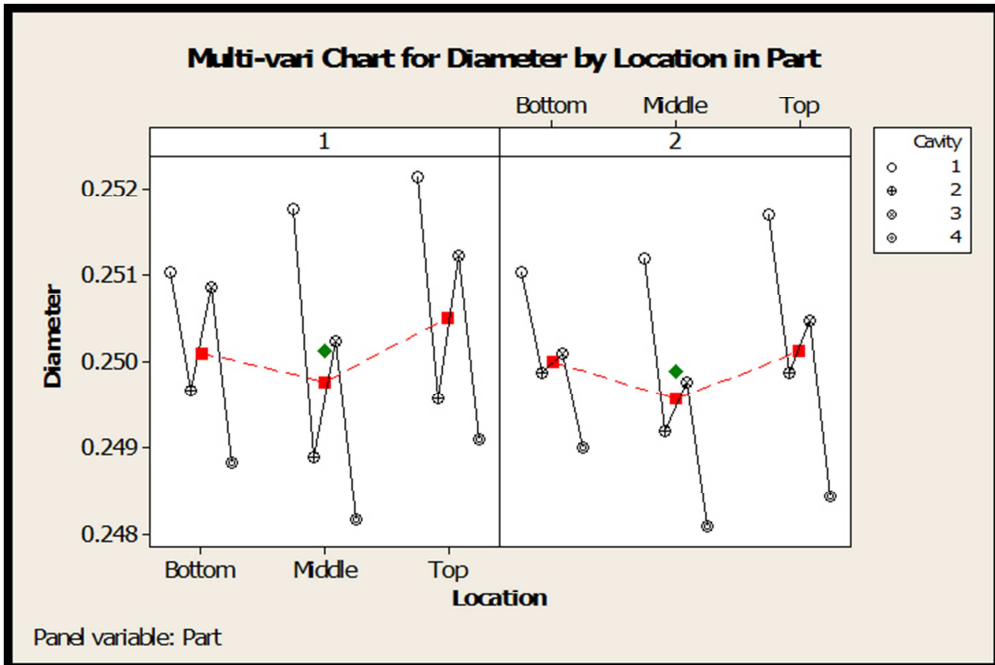 Multi-vari Chart for Diameter by Location in Part
Bottom Middle Top
1 2
Cavity
1
2
3
4
0.252
0.251
0.250
0.249
0.248
Diameter
Bottom Middle Top
Location
Panel variable: Part